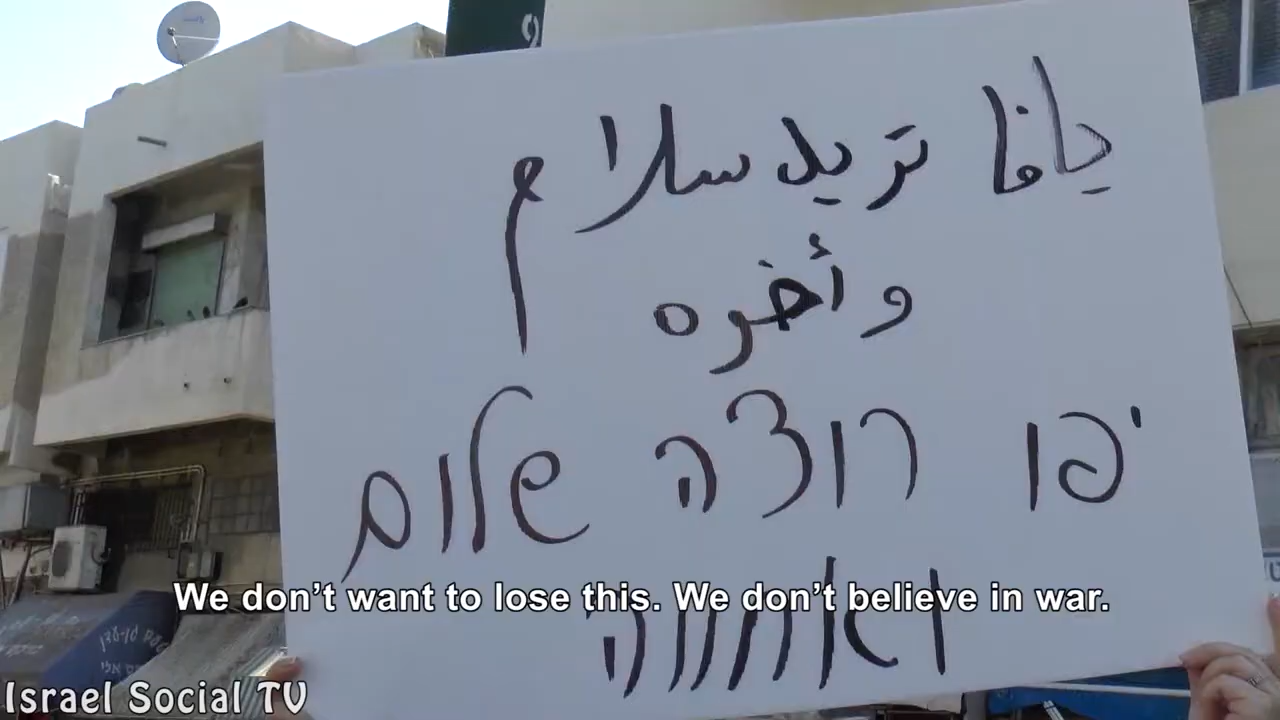 يافا تريد سلام
وأخره
יפו רוצה שלום
ואחווה
We don't want to lose this. We don't believe in war.
Israel Social TV